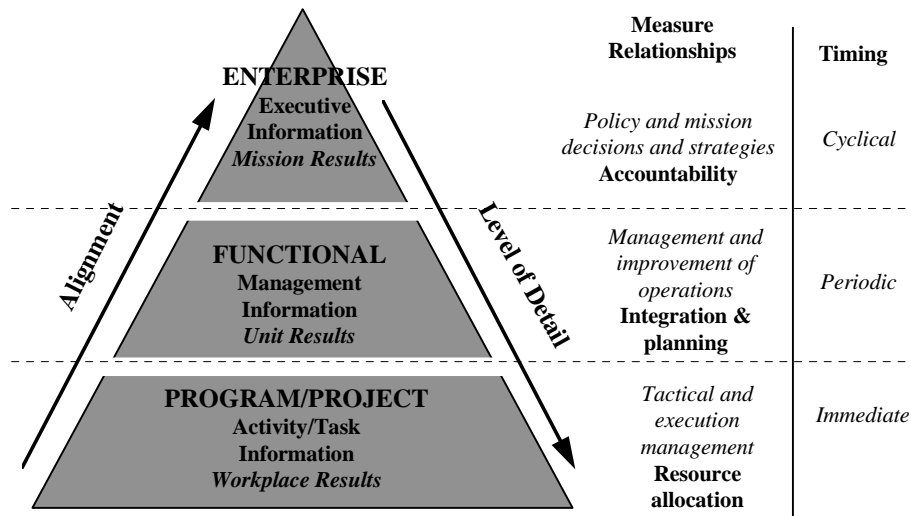 Measure
Relationships
Timing
ENTERPRISE
Executive
Information
Mission Results
Policy and mission
decisions and strategies
Accountability
Cyclical
Alignment
Level of Detail
FUNCTIONAL
Management
Information
Unit Results
Management and
improvement of
operations
Integration &
planning
Periodic
PROGRAM/PROJECT
Activity/Task
Information
Workplace Results
Tactical and
execution
management
Resource
allocation
Immediate